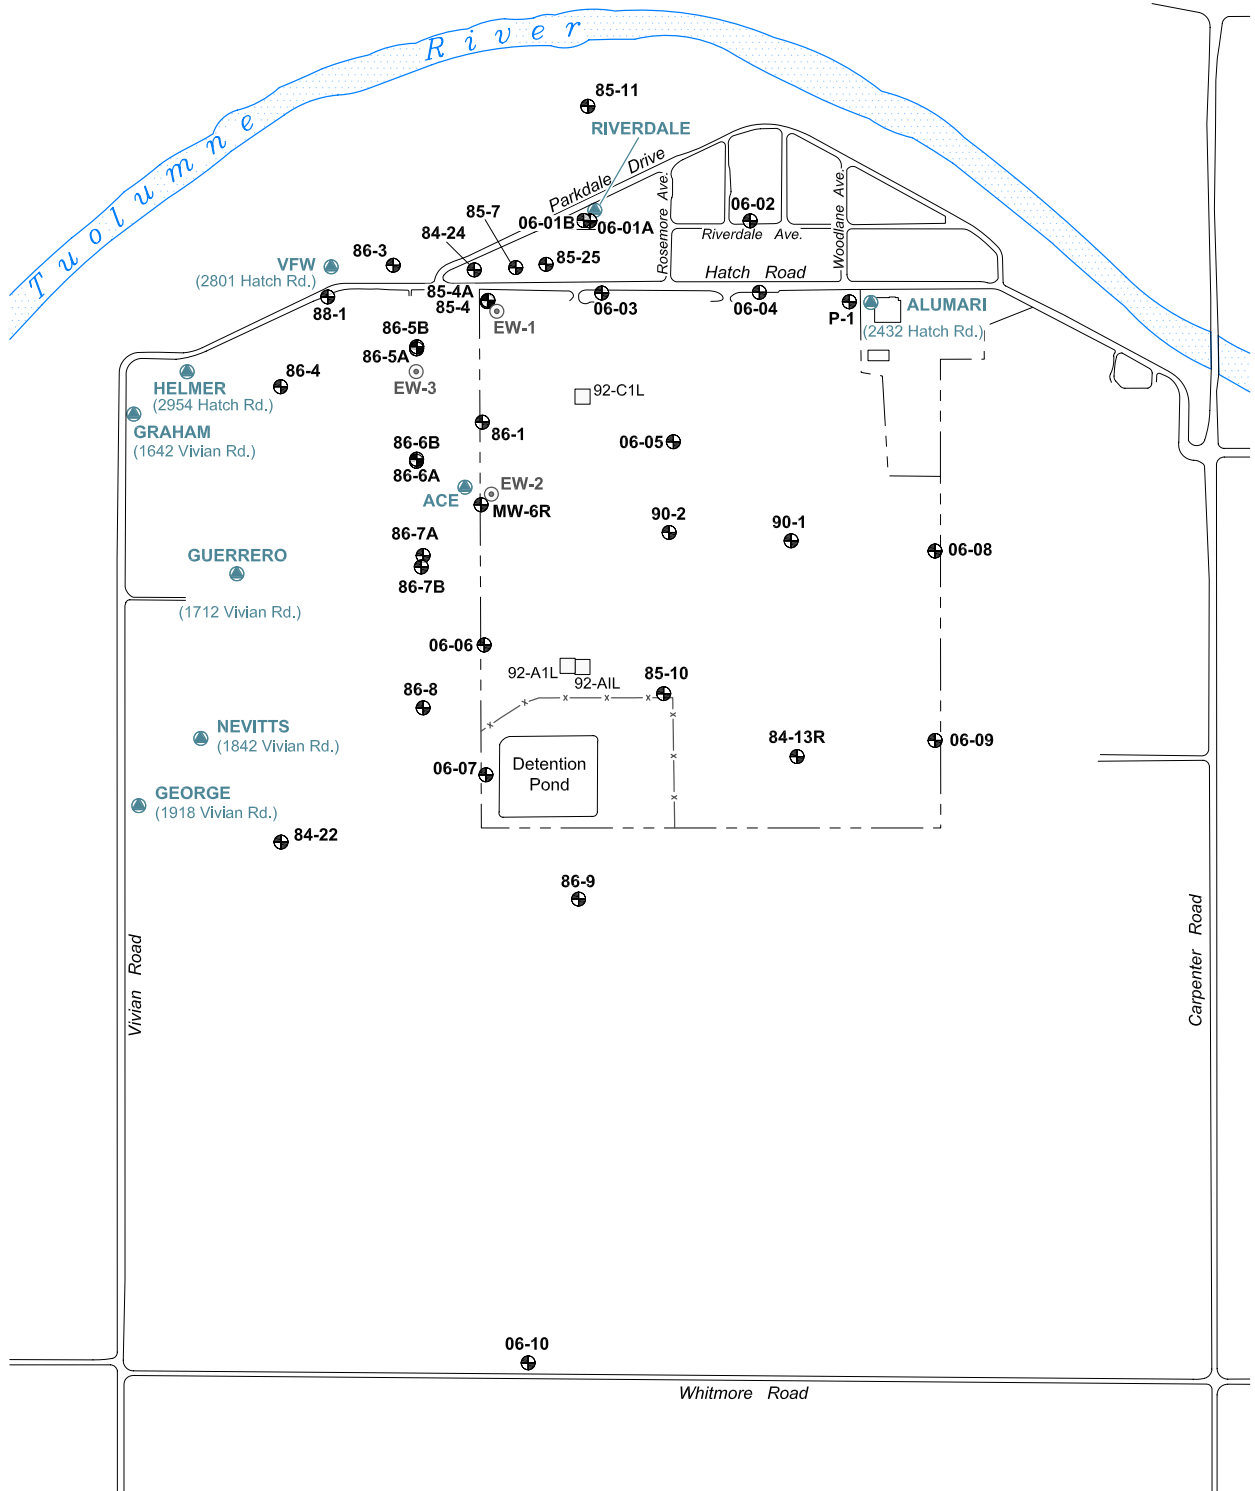 Tuolumne River
85-11
RIVERDALE
Parkdale Drive
Rosemore Ave.
Woodlane Ave.
06-02
85-7
06-01B
06-01A
Riverdale Ave.
84-24
86-3
85-25
VFW
(2801 Hatch Rd.)
Hatch Road
85-4A
85-4
88-1
06-03
06-04
P-1
ALUMARI
(2432 Hatch Rd.)
EW-1
86-5B
86-5A
86-4
EW-3
HELMER
(2954 Hatch Rd.)
92-C1L
GRAHAM
(1642 Vivian Rd.)
86-1
06-05
86-6B
86-6A
EW-2
ACE
MW-6R
90-2
90-1
86-7A
06-08
GUERRERO
86-7B
(1712 Vivian Rd.)
06-06
92-A1L
92-AIL
85-10
86-8
NEVITTS
(1842 Vivian Rd.)
84-13R
06-09
06-07
Detention
Pond
GEORGE
(1918 Vivian Rd.)
84-22
86-9
Vivian Road
Carpenter Road
06-10
Whitmore Road